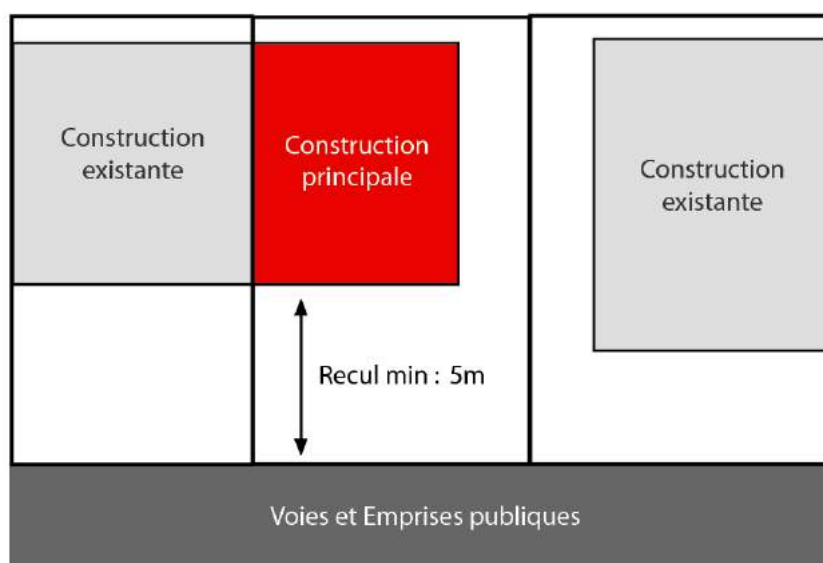 Construction
existante
Construction
principale
Construction
existante
Recul min : 5m
Voies et Emprises publiques